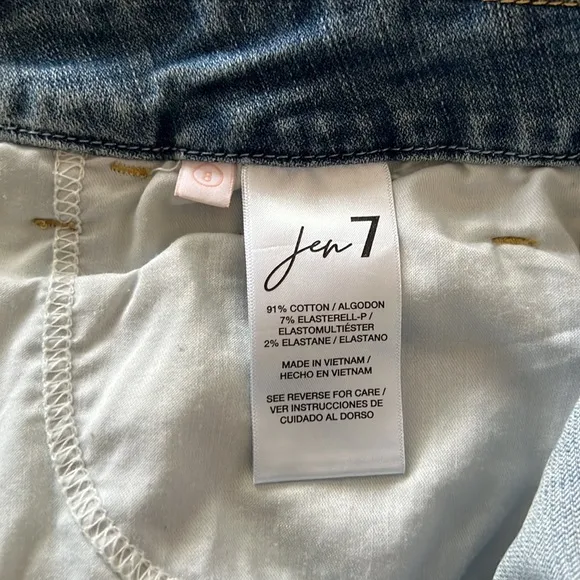 jen7
91% COTTON / ALGODON
7% ELASTERELL-P /
ELASTOMULTIÉSTER
2% ELASTANE / ELASTANO
MADE IN VIETNAM /
HECHO EN VIETNAM
SEE REVERSE FOR CARE /
VER INSTRUCCIONES DE
CUIDADO AL DORSO